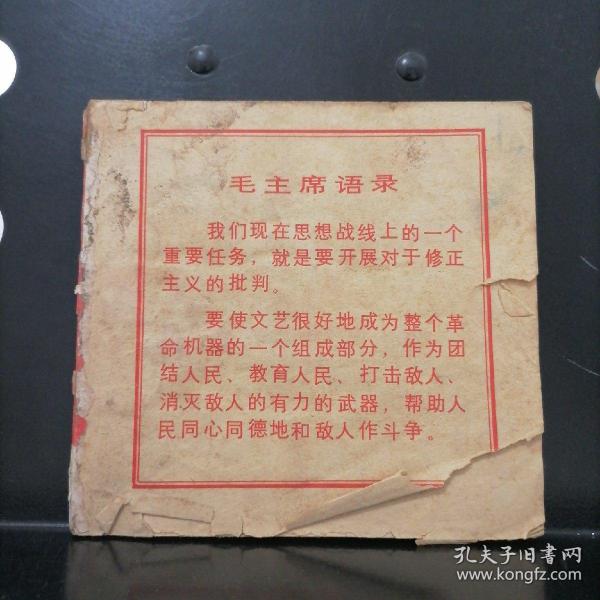 毛主席语录
我们现在思想战线上的一个
重要任务，就是要开展对于修正
主义的批判。
要使文艺很好地成为整个革
命机器的一个组成部分，作为团
结人民、教育人民、打击敌人、
消灭敌人的有力的武器，帮助人
民同心同德地和敌人作斗争。
孔夫子旧书网
www.kongfz.com